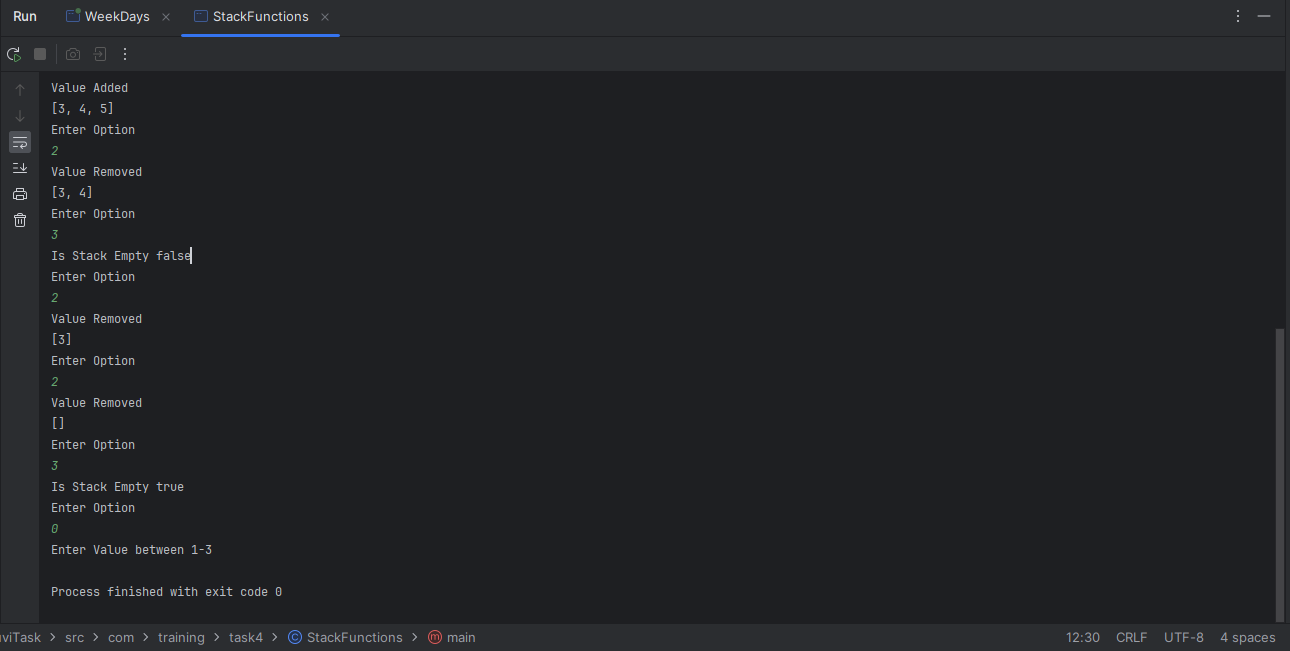 Run WeekDays StackFunctions
Value Added
[3, 4, 5]
Enter Option
2
Value Removed
[3, 4]
Enter Option
3
Is Stack Empty false
Enter Option
2
Value Removed
[3]
Enter Option
2
Value Removed
[]
Enter Option
3
Is Stack Empty true
Enter Option
0
Enter Value between 1-3
Process finished with exit code 0
viTask > src > com > training > task4 > StackFunctions > main 12:30 CRLF UTF-8 4 spaces